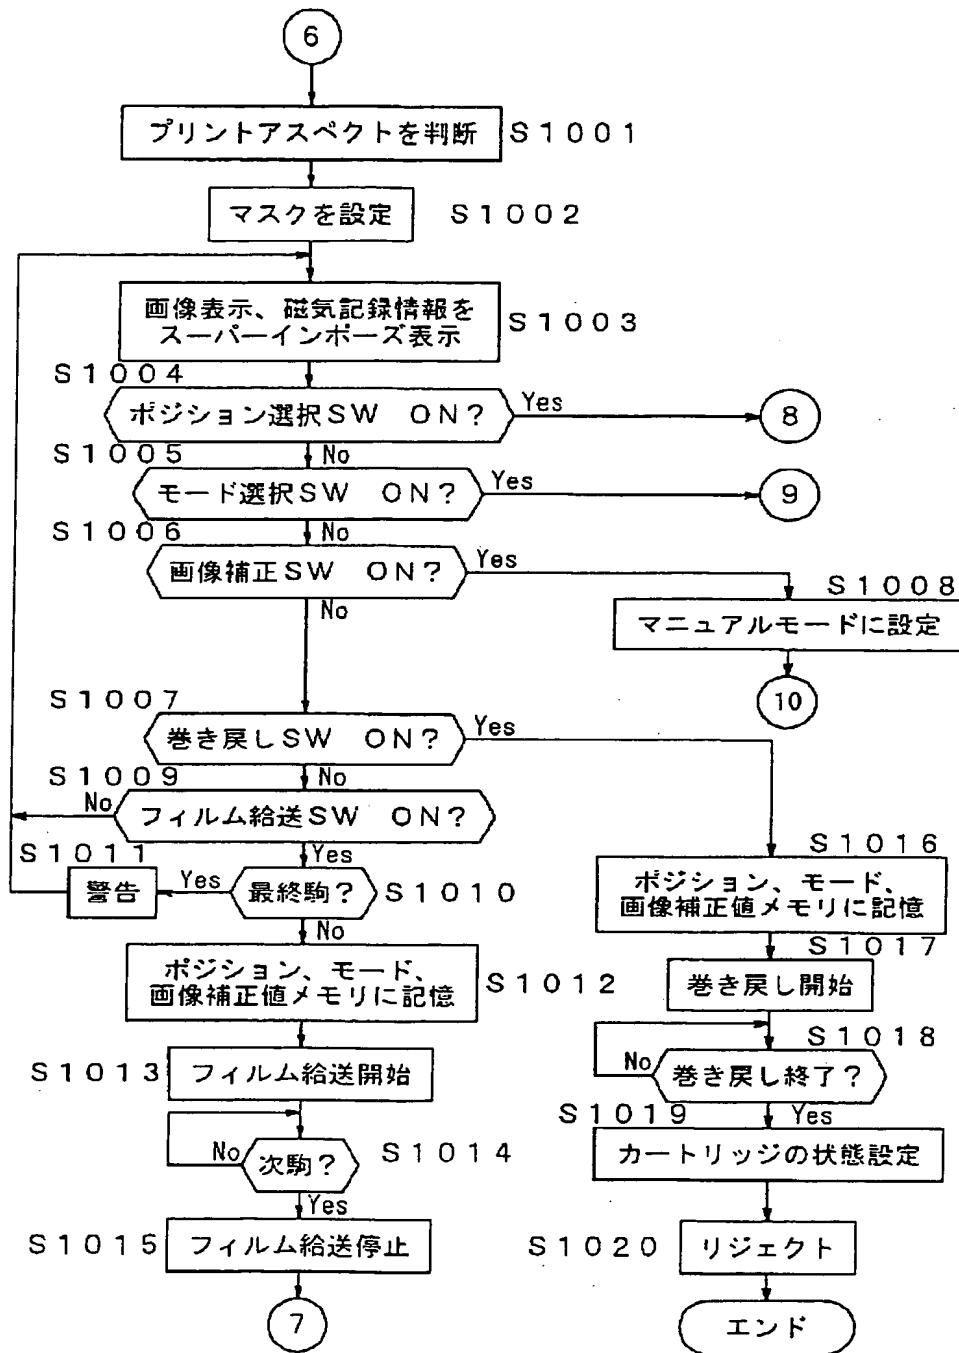 6
プリントアスペクトを判断 S1001
マスクを設定 S1002
画像表示、磁気記録情報を
スーパーインポーズ表示
S1003
S1004
ポジション選択SW ON? Yes
8
No
S1005
モード選択SW ON? Yes
9
No
S1006
画像補正SW ON? Yes
No
S1008
マニュアルモードに設定
10
S1007
巻き戻しSW ON? Yes
No
S1009
No
フィルム給送SW ON?
Yes
S1011
警告
Yes
最終駒? S1010
No
ポジション、モード、
画像補正値メモリに記憶
S1012
S1013 フィルム給送開始
No
次駒? S1014
Yes
S1015 フィルム給送停止
7
S1016
ポジション、モード、
画像補正値メモリに記憶
S1017
巻き戻し開始
S1018
No
巻き戻し終了?
Yes
S1019
カートリッジの状態設定
S1020 リジェクト
エンド